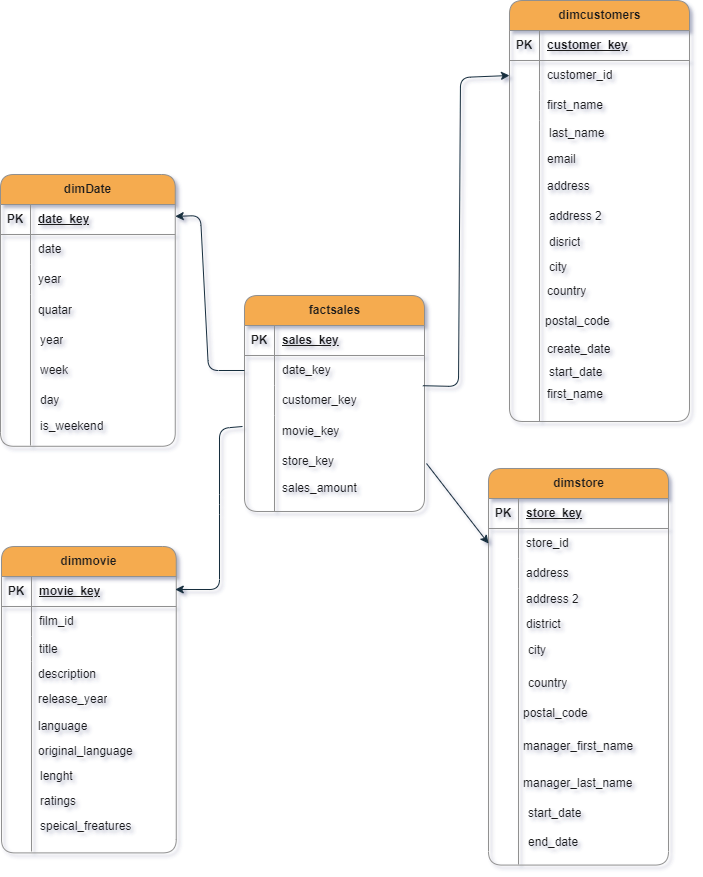 dimcustomers
PK customer_key
customer_id
first_name
last_name
email
address
address 2
disrict
city
country
postal_code
create_date
start_date
first_name
dimDate
PK date_key
date
year
quatar
year
week
day
is_weekend
factsales
PK sales_key
date_key
customer_key
movie_key
store_key
sales_amount
dimstore
PK store_key
store_id
address
address 2
district
city
country
postal_code
manager_first_name
manager_last_name
start_date
end_date
dimmovie
PK movie_key
film_id
title
description
release_year
language
original_language
lenght
ratings
speical_freatures